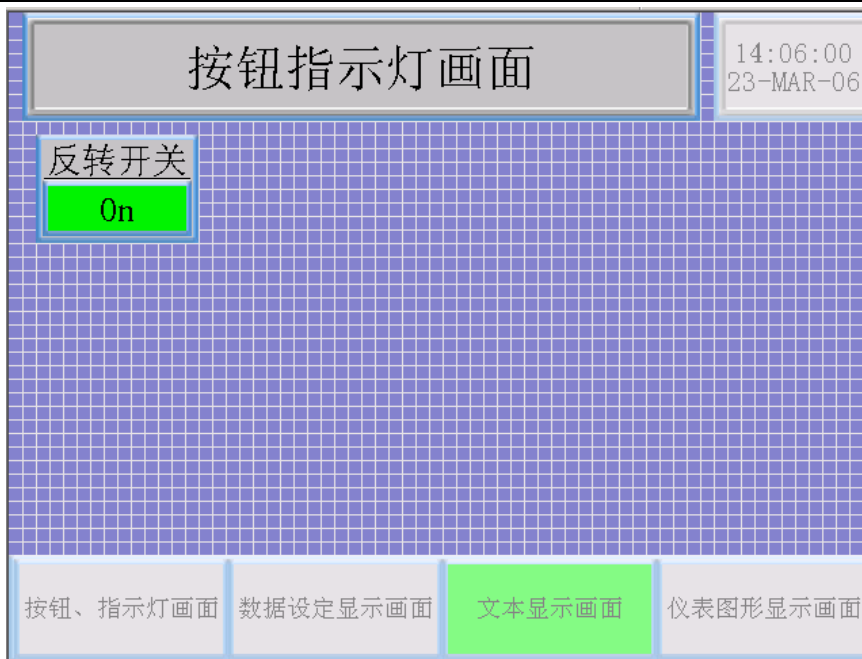 按钮指示灯画面
14:06:00
23-MAR-06
反转开关
On
按钮、指示灯画面
数据设定显示画面
文本显示画面
仪表图形显示画面